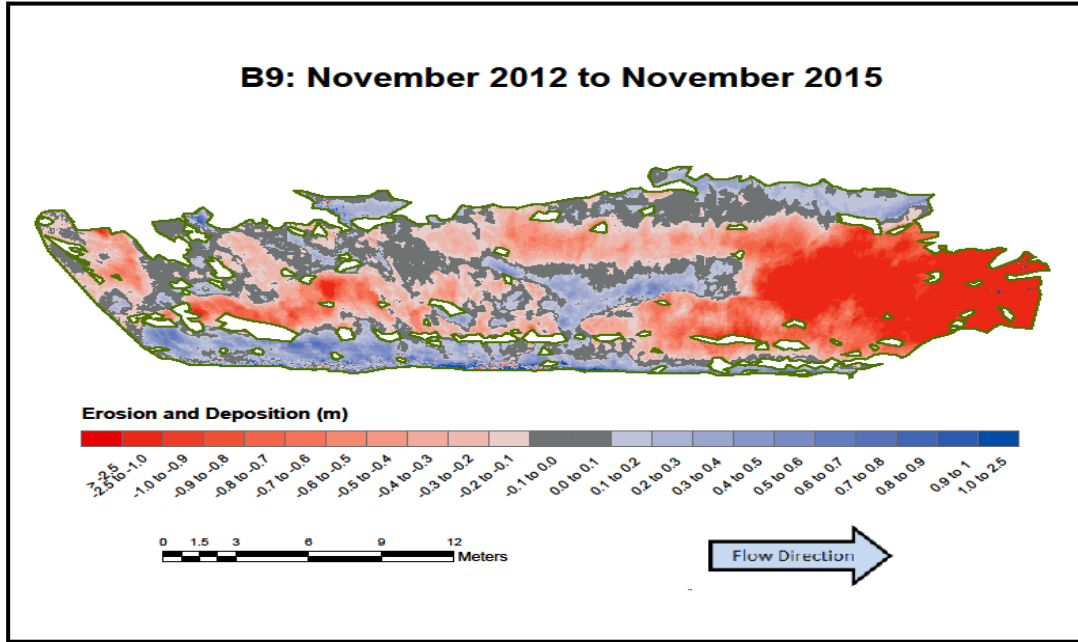 B9: November 2012 to November 2015
Erosion and Deposition (m)
>-2.5
-2.5 to -1.0
-1.0 to -0.9
-0.9 to -0.8
-0.8 to -0.7
-0.7 to -0.6
-0.6 to -0.5
-0.5 to -0.4
-0.4 to -0.3
-0.3 to -0.2
-0.2 to -0.1
-0.1 to 0.0
0.0 to 0.1
0.1 to 0.2
0.2 to 0.3
0.3 to 0.4
0.4 to 0.5
0.5 to 0.6
0.6 to 0.7
0.7 to 0.8
0.8 to 0.9
0.9 to 1
1.0 to 2.5
0 1.5 3 6 9 12
Meters
Flow Direction